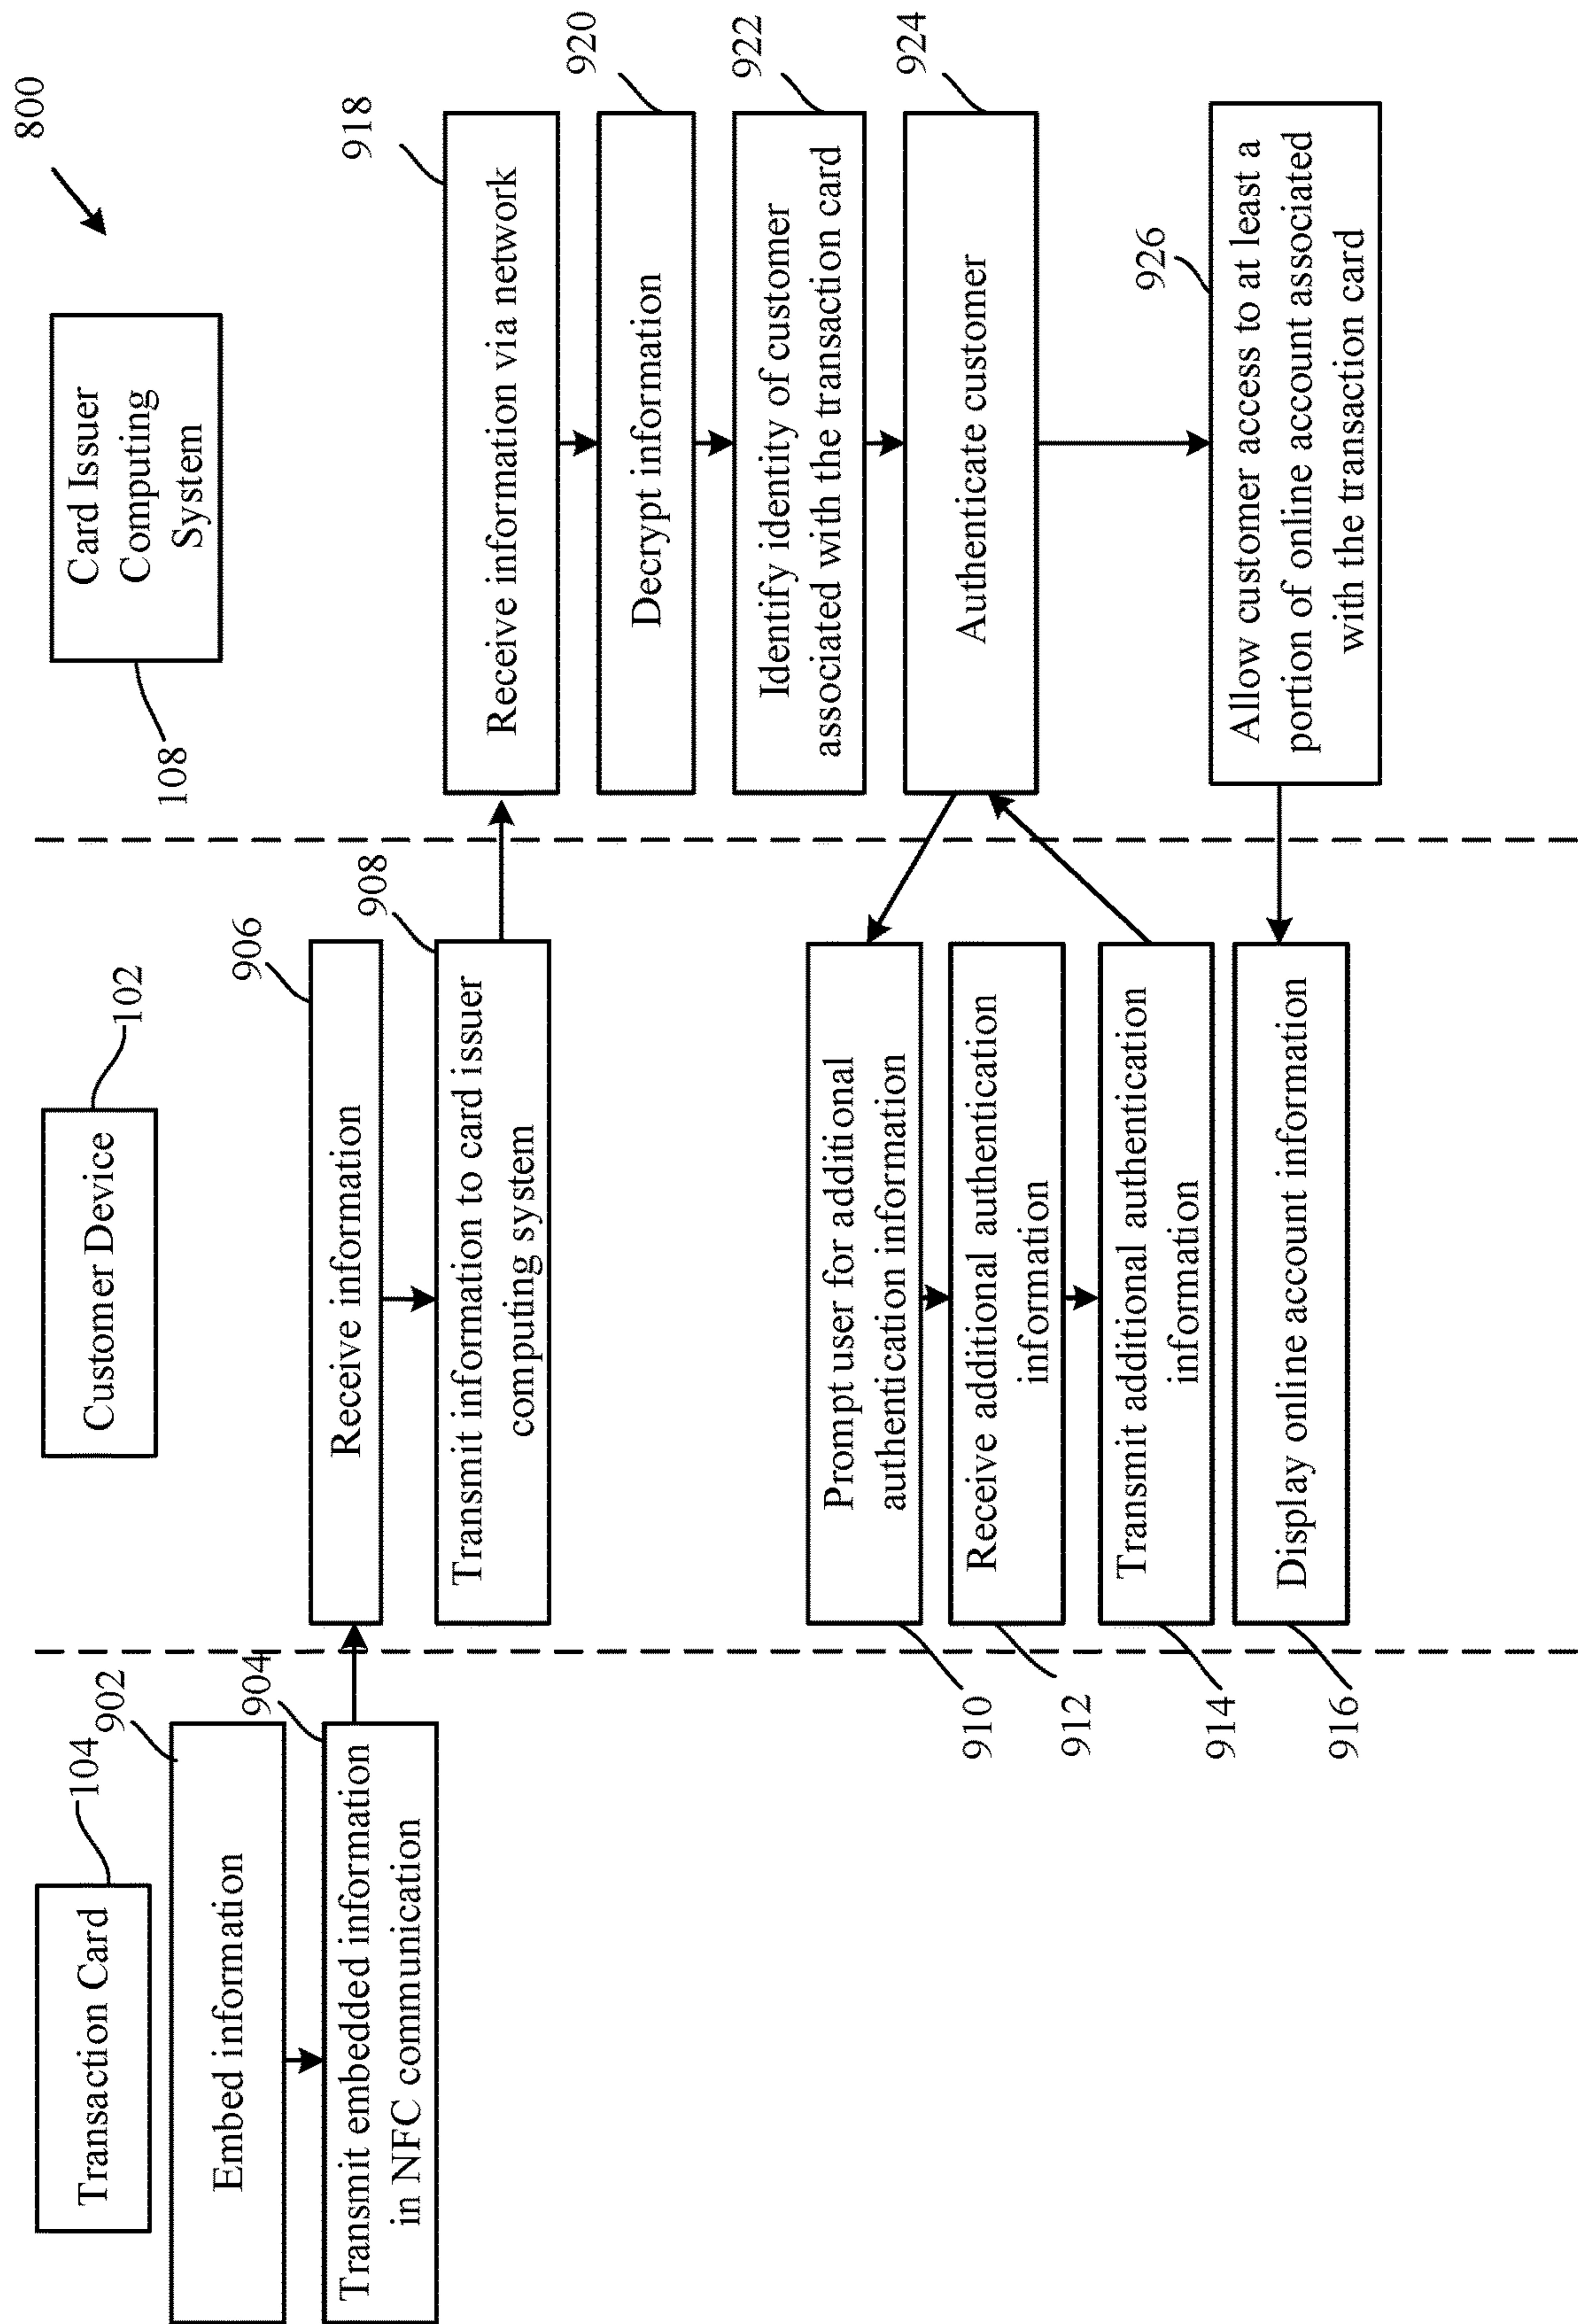 800
Transaction Card
104
Customer Device
102
Card Issuer
Computing
System
108
902
Embed information
904
Transmit embedded information
in NFC communication
906
Receive information
908
Transmit information to card issuer
computing system
918
Receive information via network
920
Decrypt information
922
Identify identity of customer
associated with the transaction card
924
Authenticate customer
Prompt user for additional
authentication information
910
Receive additional authentication
information
912
Transmit additional authentication
information
914
926
Allow customer access to at least a
portion of online account associated
with the transaction card
Display online account information
916